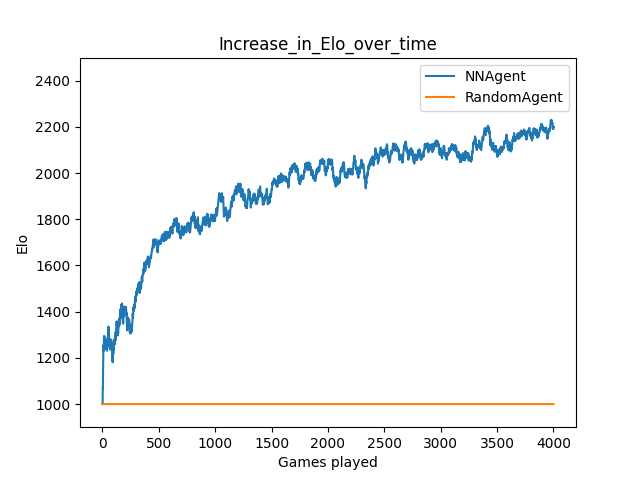 Increase_in_Elo_over_time
NNAgent
RandomAgent
2400
2200
2000
1800
1600
1400
1200
1000
Elo
0 500 1000 1500 2000 2500 3000 3500 4000
Games played